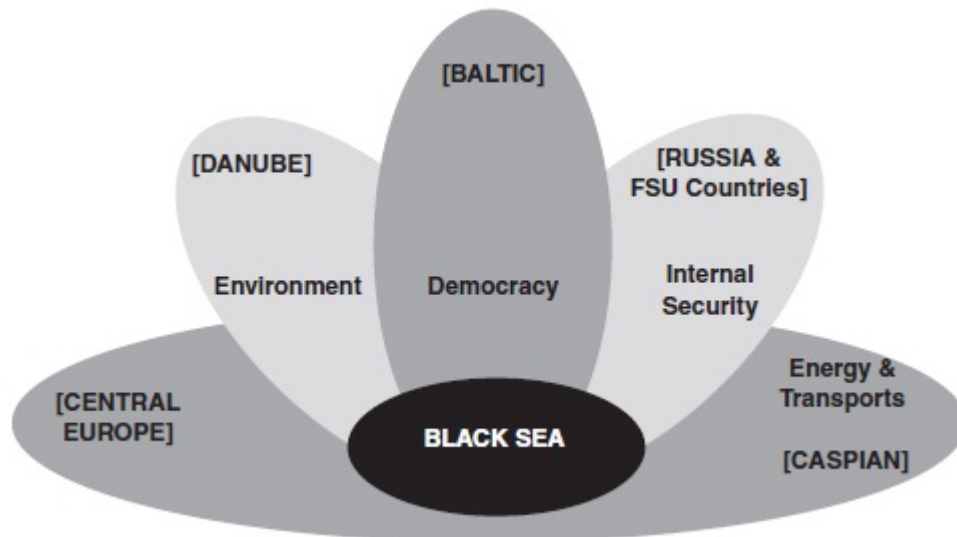 [BALTIC]
[DANUBE]
[RUSSIA &
FSU Countries]
Environment
Democracy
Internal
Security
[CENTRAL
EUROPE]
Energy &
Transports
BLACK SEA
[CASPIAN]